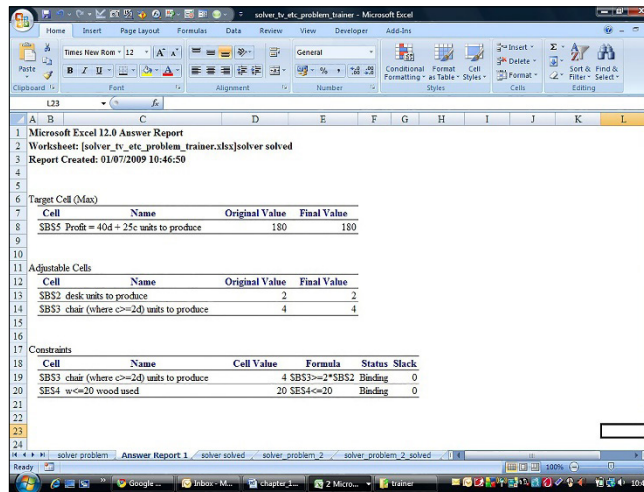 solver_tv_etc_problem_trainer - Microsoft Excel
Home Insert Page Layout Formulas Data Review View Developer Add-Ins
Times New Rom 12 General Insert
Paste Conditional Formatting Format as Table Cell Styles Delete Sort & Filter Find & Select
Format
Clipboard Font Alignment Number Styles Cells Editing
L23 fx
A B C D E F G H I J K L
1 Microsoft Excel 12.0 Answer Report
2 Worksheet: [solver_tv_etc_problem_trainer.xlsx]solver solved
3 Report Created: 01/07/2009 10:46:50
4
5
6 Target Cell (Max)
7 Cell Name Original Value Final Value
8 $B$5 Profit = 40d + 25c units to produce 180 180
9
10
11 Adjustable Cells
12 Cell Name Original Value Final Value
13 $B$2 desk units to produce 2 2
14 $B$3 chair (where c>=2d) units to produce 4 4
15
16
17 Constraints
18 Cell Name Cell Value Formula Status Slack
19 $B$3 chair (where c>=2d) units to produce 4 $B$3>=2*$B$2 Binding 0
20 $E$4 w<=20 wood used 20 $E$4<=20 Binding 0
21
22
23
24
solver problem Answer Report 1 solver solved solver_problem_2 solver_problem_2_solved
Ready 100%
Google ... Inbox - M... chapter_1... 2 Micro... trainer